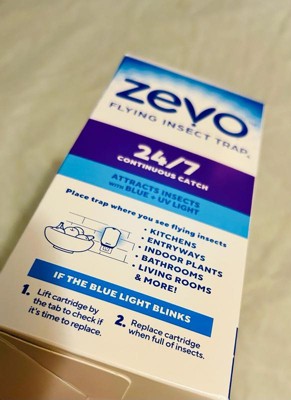 zevo
FLYING INSECT TRAP
24/7
CONTINUOUS CATCH
ATTRACTS INSECTS
WITH BLUE + UV LIGHT
Place trap where you see flying insects
• KITCHENS
• ENTRYWAYS
• INDOOR PLANTS
• BATHROOMS
• LIVING ROOMS
& MORE!
IF THE BLUE LIGHT BLINKS
1. Lift cartridge by
the tab to check if
it's time to replace.
2. Replace cartridge
when full of insects.